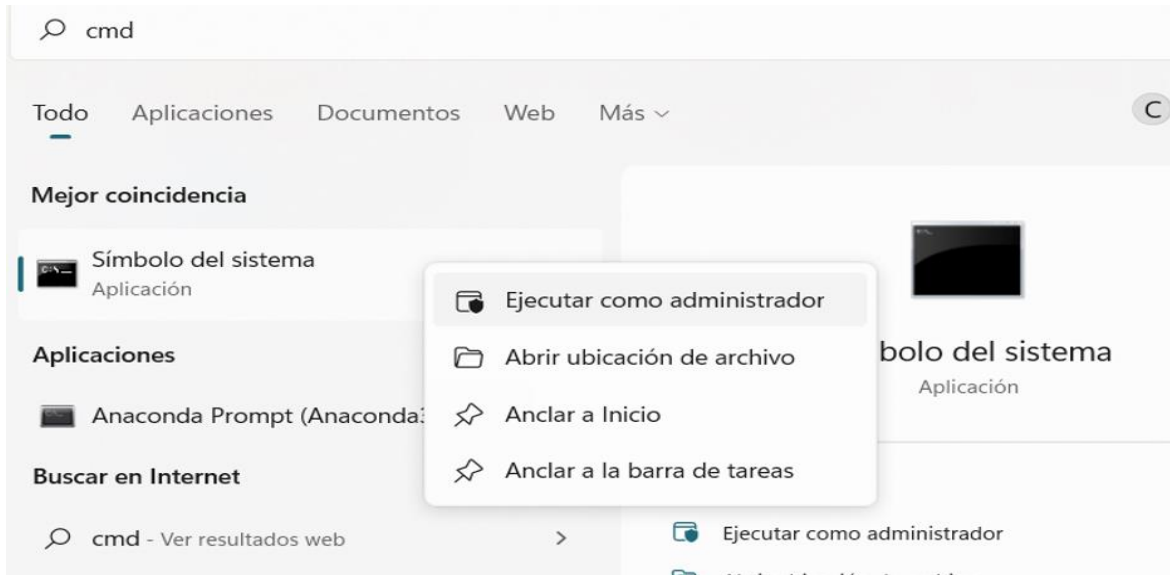 cmd
Todo Aplicaciones Documentos Web Más
C
Mejor coincidencia
Símbolo del sistema
Aplicación
Aplicaciones
Anaconda Prompt (Anaconda
Buscar en Internet
cmd - Ver resultados web
Ejecutar como administrador
Abrir ubicación de archivo
Anclar a Inicio
Anclar a la barra de tareas
bolo del sistema
Aplicación
Ejecutar como administrador